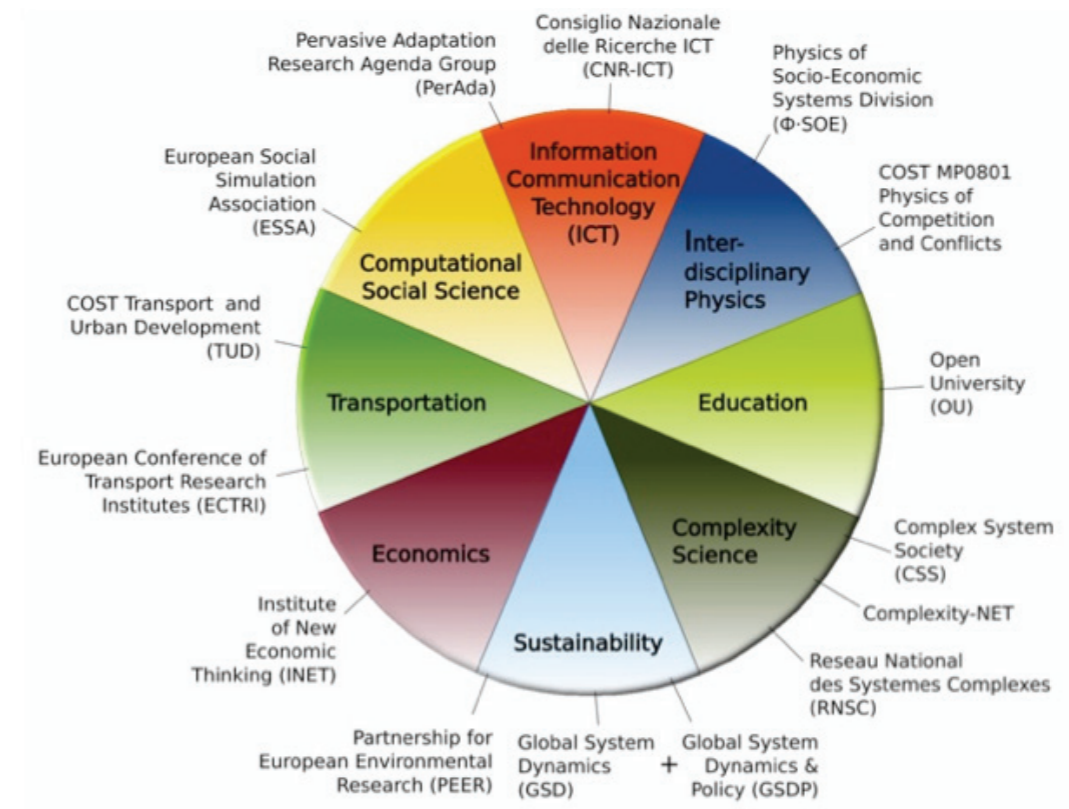 Consiglio Nazionale
delle Ricerche ICT
(CNR-ICT)
Pervasive Adaptation
Research Agenda Group
(PerAda)
Physics of
Socio-Economic
Systems Division
(Φ·SOE)
European Social
Simulation
Association
(ESSA)
COST MP0801
Physics of
Competition
and Conflicts
Information
Communication
Technology
(ICT)
Inter-
disciplinary
Physics
Computational
Social Science
COST Transport and
Urban Development
(TUD)
Transportation
Education
Open
University
(OU)
European Conference of
Transport Research
Institutes (ECTRI)
Economics
Complexity
Science
Sustainability
Complex System
Society
(CSS)
Complexity-NET
Institute
of New
Economic
Thinking (INET)
Reseau National
des Systemes Complexes
(RNSC)
Partnership for
European Environmental
Research (PEER)
Global System
Dynamics
(GSD)
+
Global System
Dynamics &
Policy (GSDP)